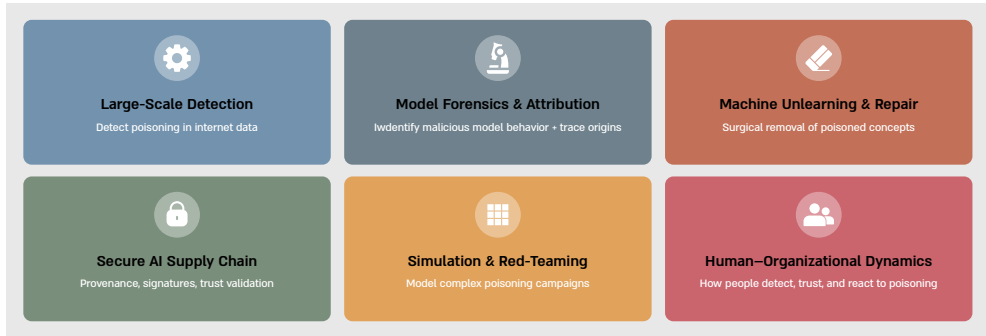 Large-Scale Detection
Detect poisoning in internet data
Model Forensics & Attribution
Iwdentify malicious model behavior + trace origins
Machine Unlearning & Repair
Surgical removal of poisoned concepts
Secure AI Supply Chain
Provenance, signatures, trust validation
Simulation & Red-Teaming
Model complex poisoning campaigns
Human–Organizational Dynamics
How people detect, trust, and react to poisoning